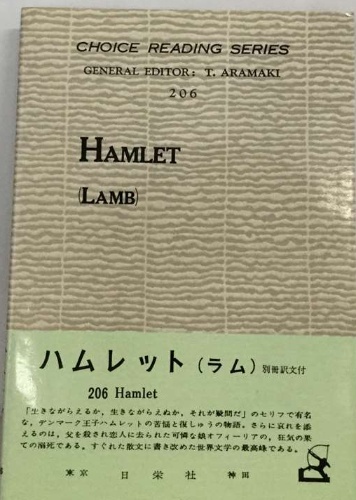 CHOICE READING SERIES
GENERAL EDITOR: T. ARAMAKI
206
HAMLET
(LAMB)
ハムレット(ラム)別冊訳文付
206 Hamlet
「生きながらえるか,生きながらえぬか,それが疑問だ」のセリフで有名
な,デンマーク王子ハムレットの苦悩と復しゅうの物語。さらに哀れを添
えるのは,父を殺され恋人に去られた可憐な娘オフィーリアの,狂気の果
ての溺死である。すぐれた散文に書き改めた世界文学の最高峰である。
東京 日栄社 神田